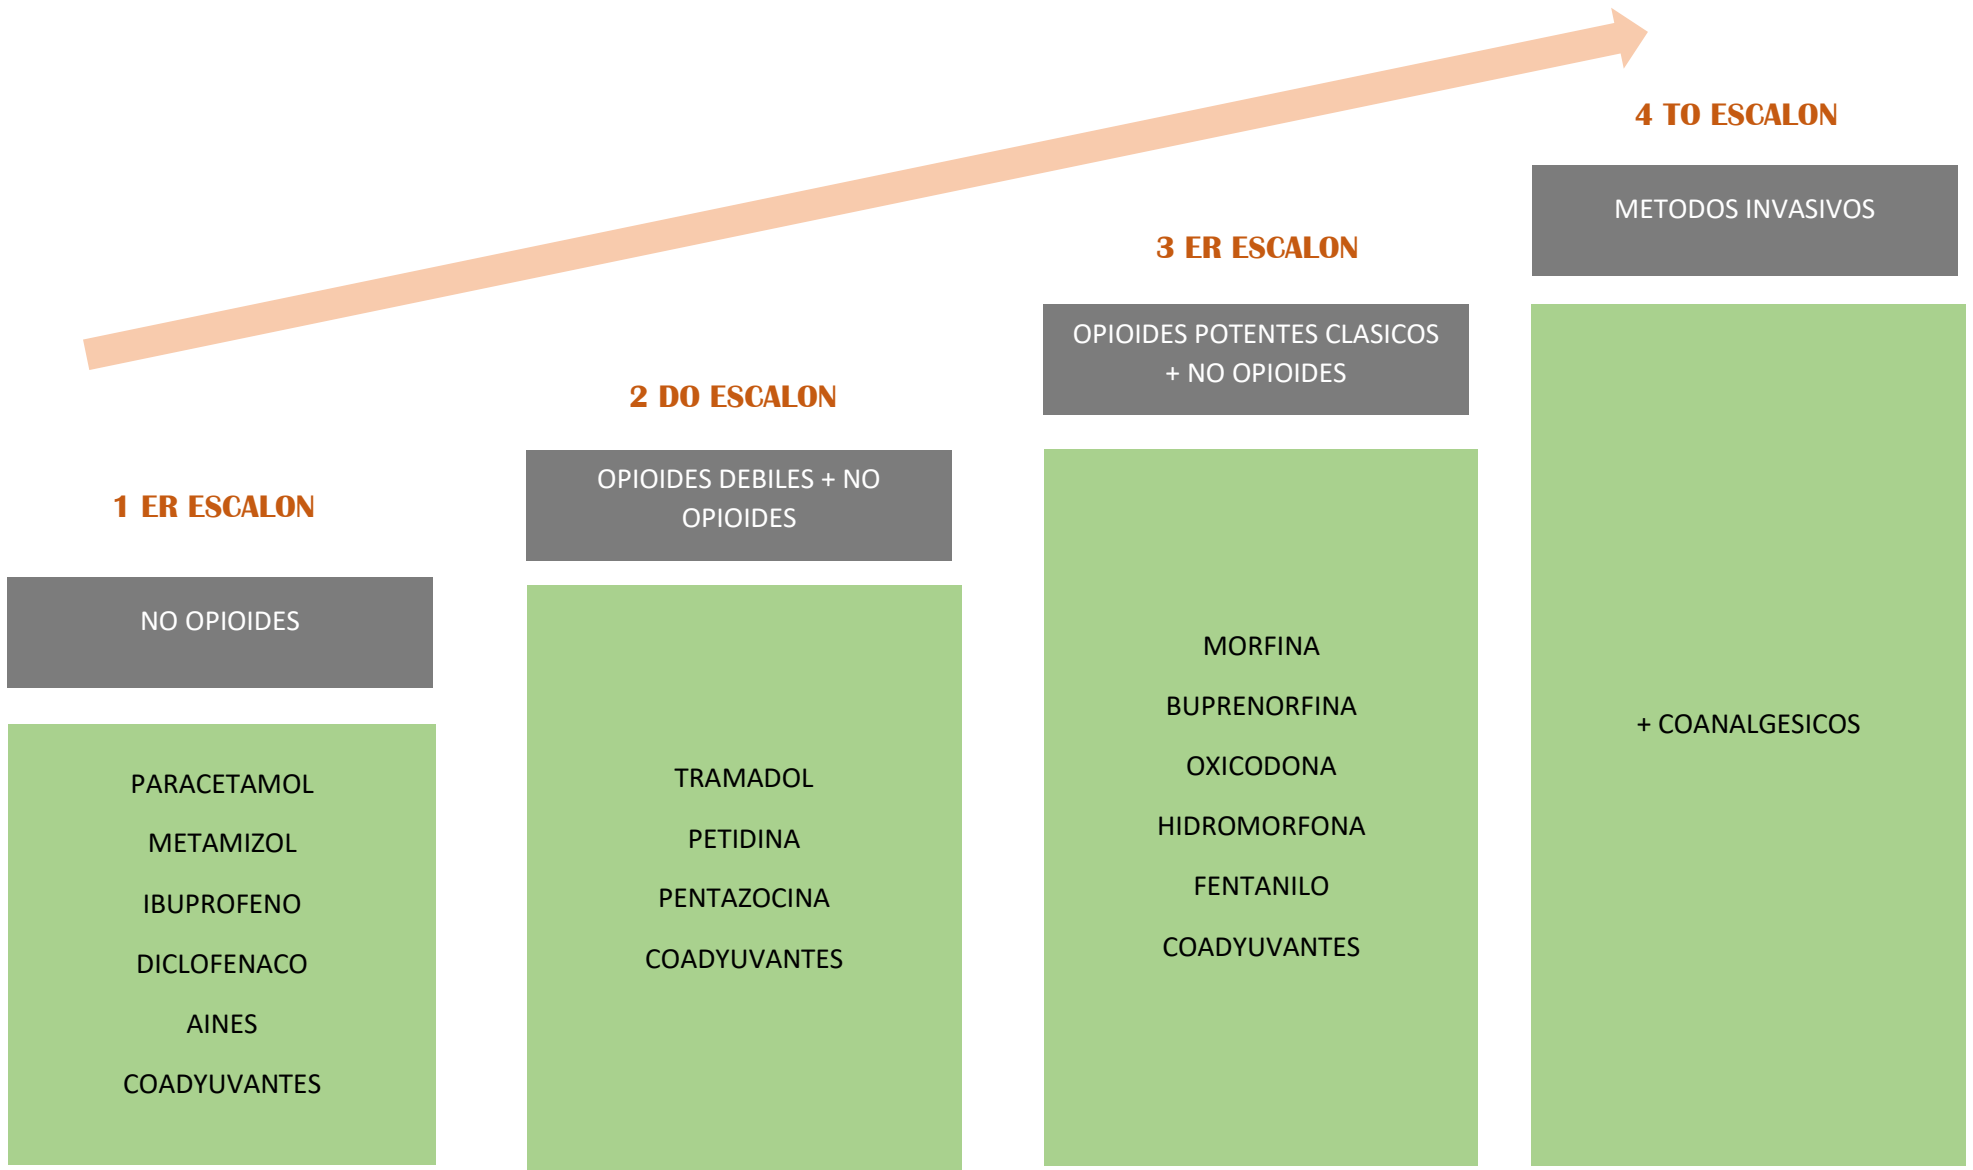 1 ER ESCALON
NO OPIOIDES
PARACETAMOL
METAMIZOL
IBUPROFENO
DICLOFENACO
AINES
COADYUVANTES
2 DO ESCALON
OPIOIDES DEBILES + NO
OPIOIDES
TRAMADOL
PETIDINA
PENTAZOCINA
COADYUVANTES
3 ER ESCALON
OPIOIDES POTENTES CLASICOS
+ NO OPIOIDES
MORFINA
BUPRENORFINA
OXICODONA
HIDROMORFONA
FENTANILO
COADYUVANTES
4 TO ESCALON
METODOS INVASIVOS
+ COANALGESICOS